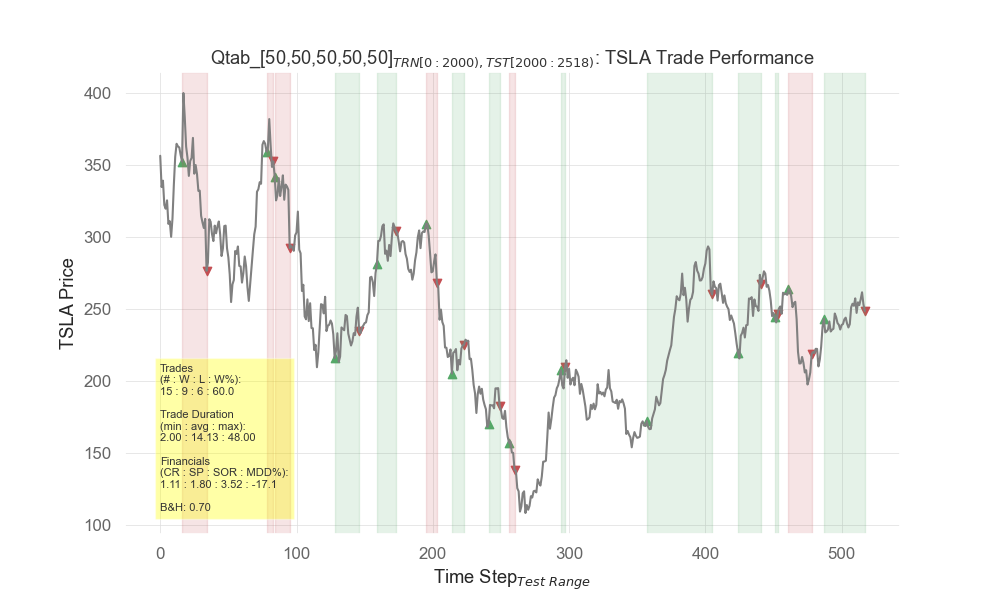 Qtab_[50,50,50,50,50]TRN[0 : 2000), TST[2000 : 2518): TSLA Trade Performance
400
350
300
250
200
150
100
TSLA Price
Trades
(# : W : L : W%):
15 : 9 : 6 : 60.0
Trade Duration
(min : avg : max):
2.00 : 14.13 : 48.00
Financials
(CR : SP : SOR : MDD%):
1.11 : 1.80 : 3.52 : -17.1
B&H: 0.70
0 100 200 300 400 500
Time StepTest Range